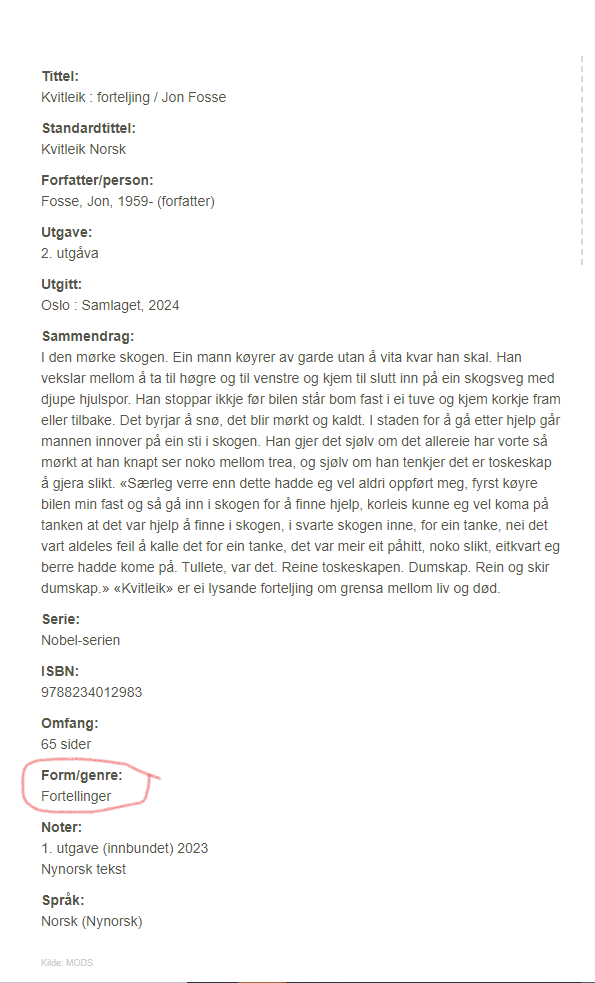 Tittel:
Kvitleik : forteljing / Jon Fosse
Standardtittel:
Kvitleik Norsk
Forfatter/person:
Fosse, Jon, 1959- (forfatter)
Utgave:
2. utgåva
Utgitt:
Oslo : Samlaget, 2024
Sammendrag:
I den mørke skogen. Ein mann køyrer av garde utan å vita kvar han skal. Han
vekslar mellom å ta til høgre og til venstre og kjem til slutt inn på ein skogsveg med
djupe hjulspor. Han stoppar ikkje før bilen står bom fast i ei tuve og kjem korkje fram
eller tilbake. Det byrjar å snø, det blir mørkt og kaldt. I staden for å gå etter hjelp går
mannen innover på ein sti i skogen. Han gjer det sjølv om det allereie har vorte så
mørkt at han knapt ser noko mellom trea, og sjølv om han tenkjer det er toskeskap
å gjera slikt. «Særleg verre enn dette hadde eg vel aldri oppført meg, fyrst køyre
bilen min fast og så gå inn i skogen for å finne hjelp, korleis kunne eg vel koma på
tanken at det var hjelp å finne i skogen, i svarte skogen inne, for ein tanke, nei det
vart aldeles feil å kalle det for ein tanke, det var meir eit påhitt, noko slikt, eitkvart eg
berre hadde kome på. Tullete, var det. Reine toskeskapen. Dumskap. Rein og skir
dumskap.» «Kvitleik» er ei lysande forteljing om grensa mellom liv og død.
Serie:
Nobel-serien
ISBN:
9788234012983
Omfang:
65 sider
Form/genre:
Fortellinger
Noter:
1. utgave (innbundet) 2023
Nynorsk tekst
Språk:
Norsk (Nynorsk)
Kilde: MODS